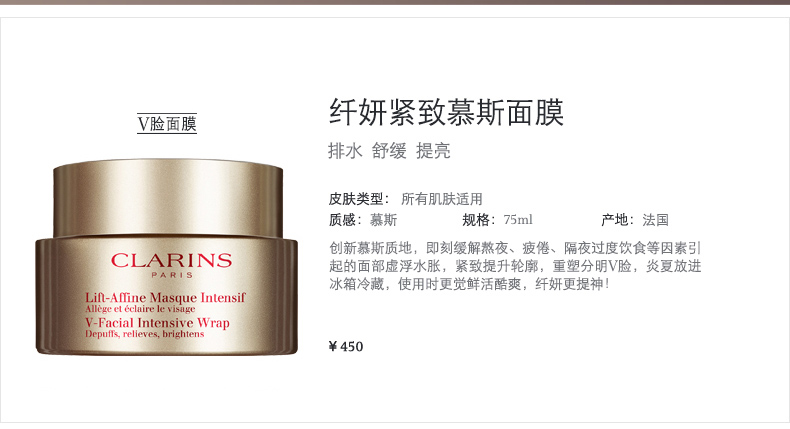 V脸面膜
CLARINS
PARIS
Lift-Affine Masque Intensif
Allège et éclaire le visage
V-Facial Intensive Wrap
Depuffs, relieves, brightens
纤妍紧致慕斯面膜
排水 舒缓 提亮
皮肤类型： 所有肌肤适用
质感：慕斯 规格：75ml 产地：法国
创新慕斯质地，即刻缓解熬夜、疲倦、隔夜过度饮食等因素引
起的面部虚浮水胀，紧致提升轮廓，重塑分明V脸，炎夏放进
冰箱冷藏，使用时更觉鲜活酷爽，纤妍更提神！
¥ 450